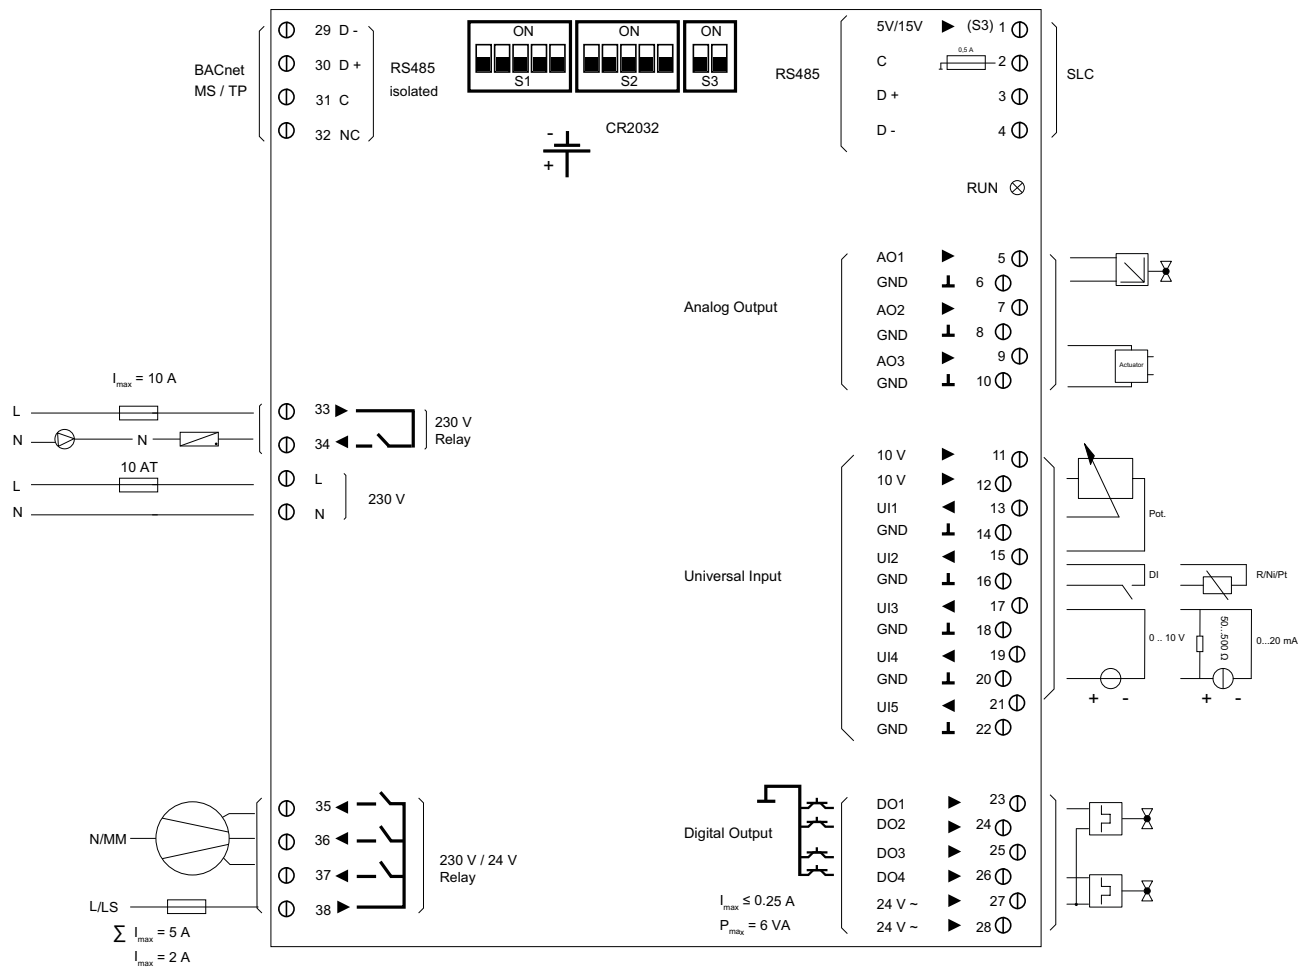 BACnet
MS / TP
29 D -
30 D +
31 C
32 NC
RS485
isolated
ON
S1
ON
S2
ON
S3
- CR2032
+
RS485
5V/15V (S3) 1
C 0,5 A 2
D + 3
D - 4
SLC
RUN
Analog Output
AO1 5
GND 6
AO2 7
GND 8
AO3 9
GND 10
Actuator
Imax = 10 A
L
N N
10 AT
L
N
33
34
230 V
Relay
L
N
230 V
Universal Input
10 V 11
10 V 12
UI1 13
GND 14
UI2 15
GND 16
UI3 17
GND 18
UI4 19
GND 20
UI5 21
GND 22
Pot.
DI
R/Ni/Pt
0 .. 10 V
50...500 Ω
0...20 mA
+ -
+ -
N/MM
L/LS
∑ Imax = 5 A
Imax = 2 A
35
36
37
38
230 V / 24 V
Relay
Digital Output
Imax ≤ 0.25 A
Pmax = 6 VA
DO1 23
DO2 24
DO3 25
DO4 26
24 V ~ 27
24 V ~ 28